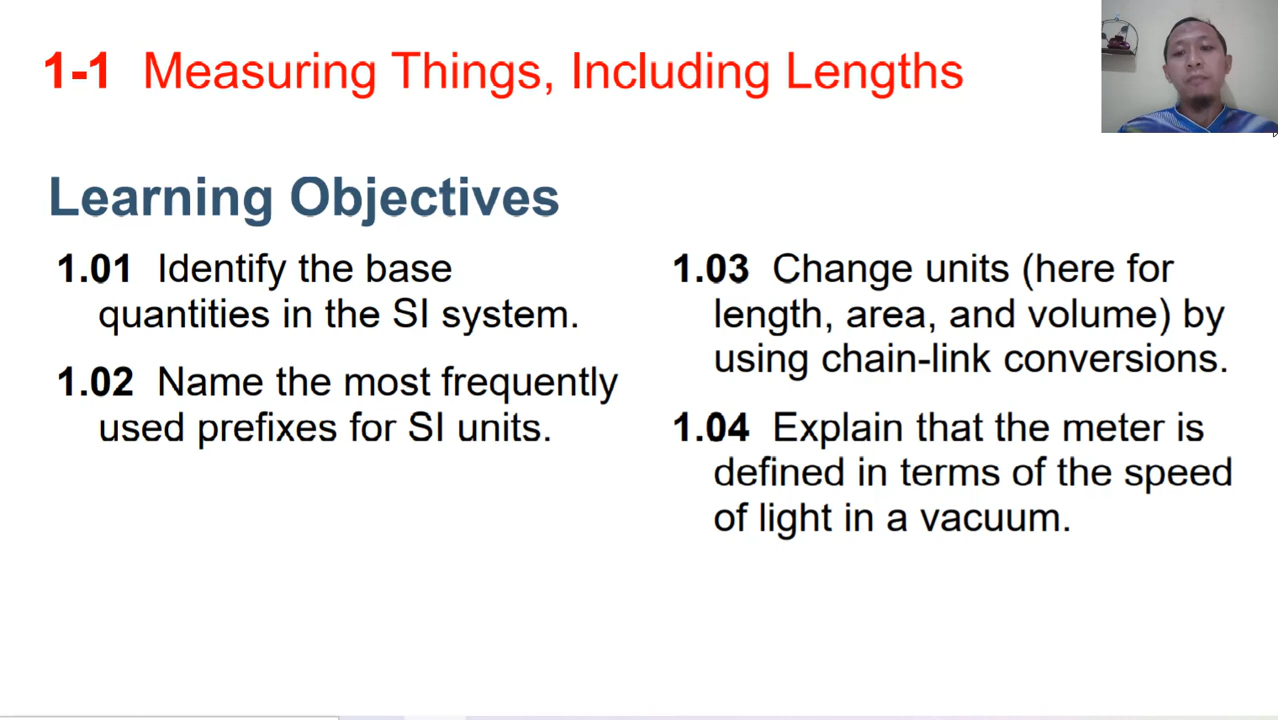 1-1 Measuring Things, Including Lengths
Learning Objectives
1.01 Identify the base
quantities in the SI system.
1.02 Name the most frequently
used prefixes for SI units.
1.03 Change units (here for
length, area, and volume) by
using chain-link conversions.
1.04 Explain that the meter is
defined in terms of the speed
of light in a vacuum.